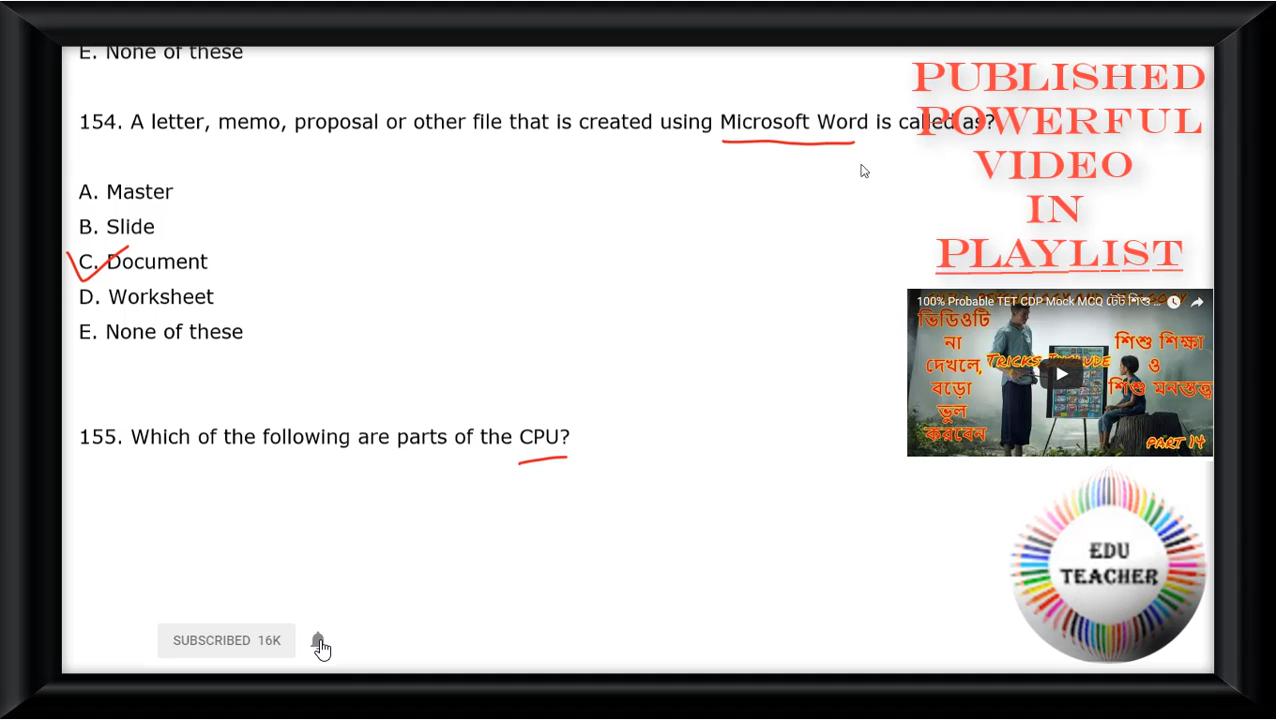 E. None of these
154. A letter, memo, proposal or other file that is created using Microsoft Word is called as?
A. Master
B. Slide
C. Document
D. Worksheet
E. None of these
155. Which of the following are parts of the CPU?
SUBSCRIBED 16K
PUBLISHED
POWERFUL
VIDEO
IN
PLAYLIST
100% Probable TET CDP Mock MCQ টেট শিশু ...
ভিডিওটি
না
দেখলে,
বড়ো
ভুল
করবেন
TRICKS INCLUDE
শিশু শিক্ষা
ও
শিশু মনস্তত্ত্ব
PART 14
EDU
TEACHER